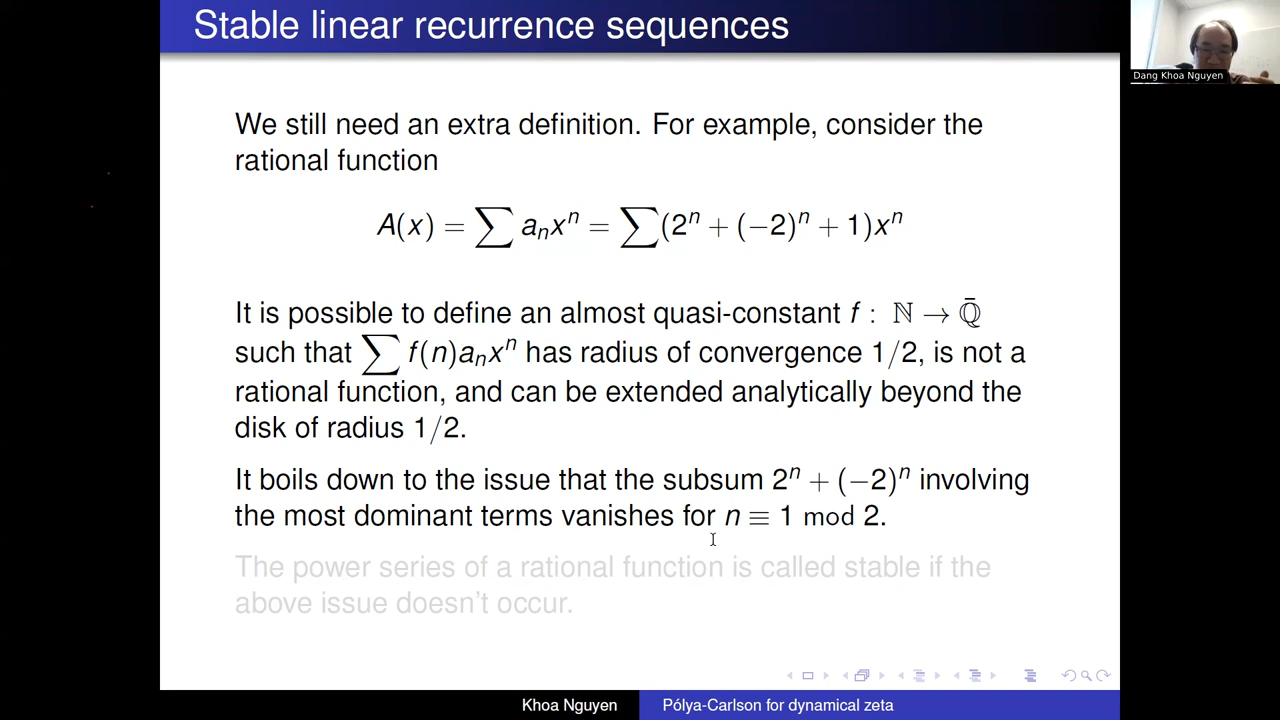 Stable linear recurrence sequences
Dang Khoa Nguyen
We still need an extra definition. For example, consider the
rational function
A(x) = ∑ aₙxⁿ = ∑(2ⁿ + (−2)ⁿ + 1)xⁿ
It is possible to define an almost quasi-constant f : ℕ → ℚ̄
such that ∑ f(n)aₙxⁿ has radius of convergence 1/2, is not a
rational function, and can be extended analytically beyond the
disk of radius 1/2.
It boils down to the issue that the subsum 2ⁿ + (−2)ⁿ involving
the most dominant terms vanishes for n ≡ 1 mod 2.
The power series of a rational function is called stable if the
above issue doesn't occur.
Khoa Nguyen
Pólya-Carlson for dynamical zeta